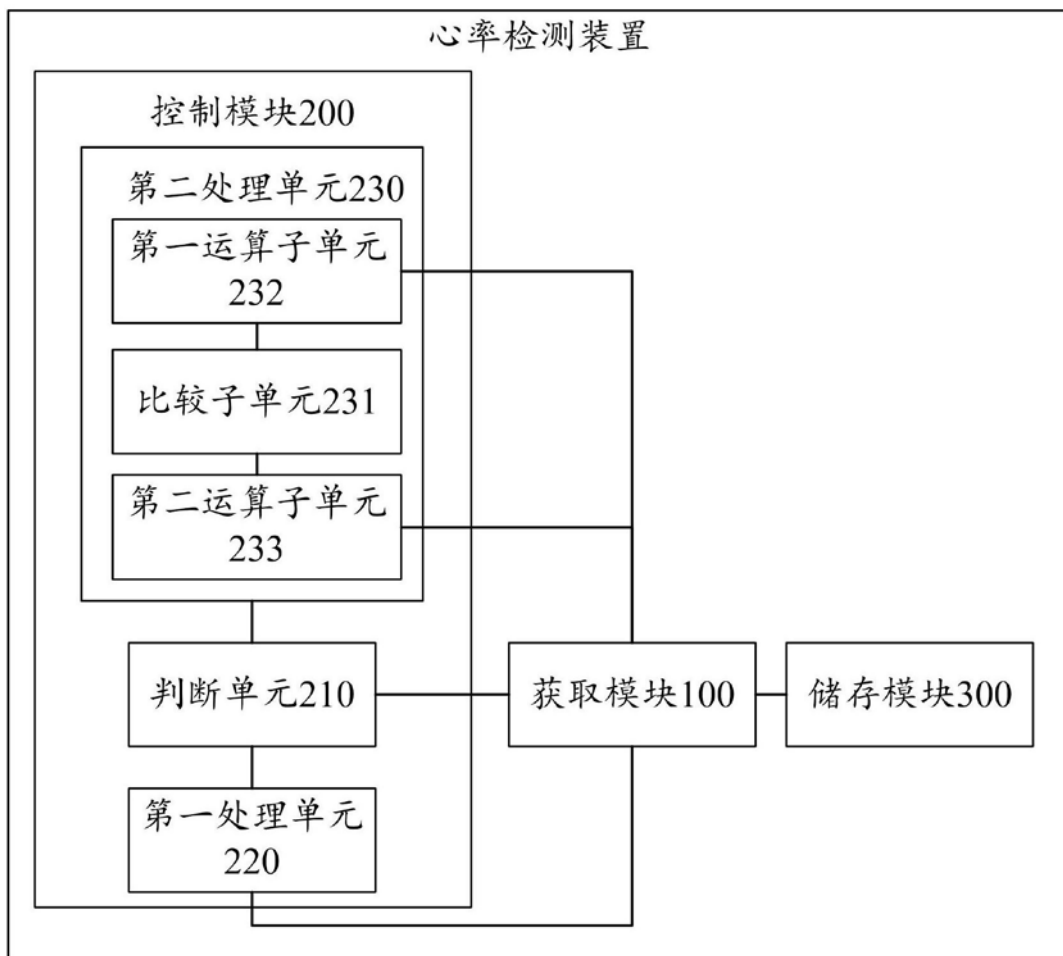 心率检测装置
控制模块200
第二处理单元230
第一运算子单元
232
比较子单元231
第二运算子单元
233
判断单元210
获取模块100
储存模块300
第一处理单元
220